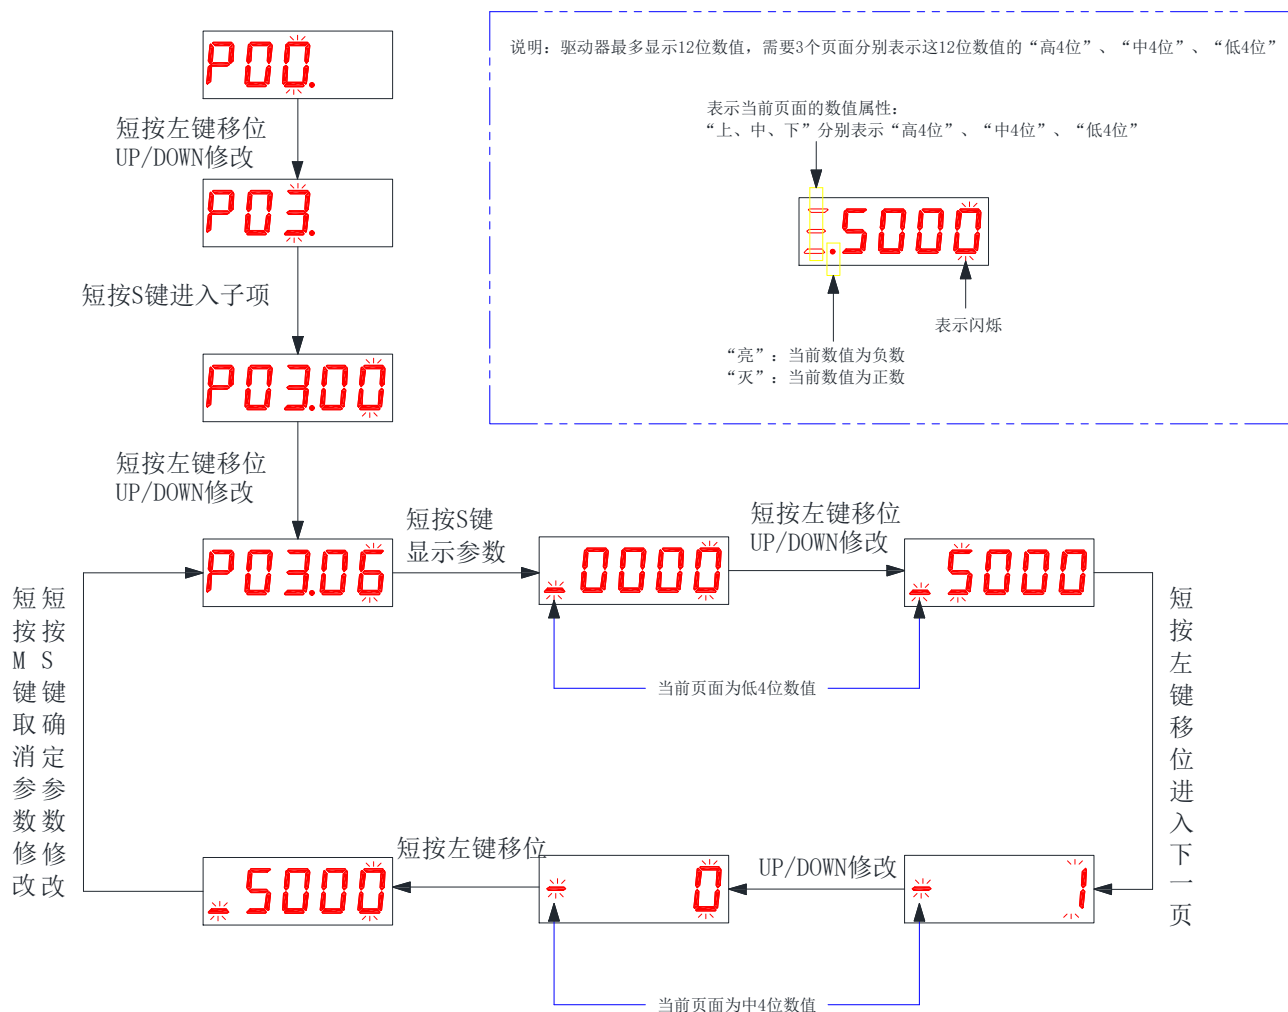 P00.
短按左键移位
UP/DOWN修改
P03.
短按S键进入子项
P03.00
短按左键移位
UP/DOWN修改
P03.06
说明：驱动器最多显示12位数值，需要3个页面分别表示这12位数值的“高4位”、“中4位”、“低4位”
表示当前页面的数值属性：
“上、中、下”分别表示“高4位”、“中4位”、“低4位”
.5000
表示闪烁
“亮”：当前数值为负数
“灭”：当前数值为正数
短按S键
显示参数
_0000
短按左键移位
UP/DOWN修改
_5000
当前页面为低4位数值
短按左键移位进入下一页
- 1
UP/DOWN修改
- 0
当前页面为中4位数值
短按左键移位
_5000
短按S键确定参数修改
短按M键取消参数修改